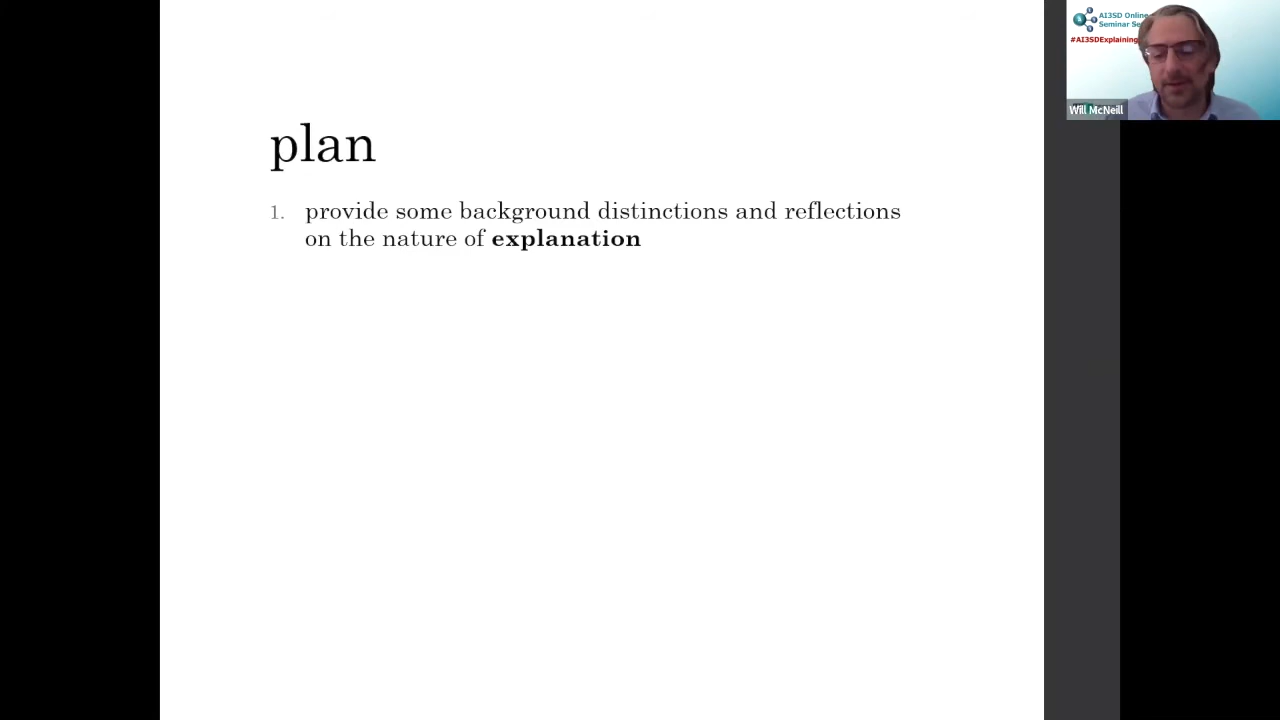 plan
1. provide some background distinctions and reflections
on the nature of explanation
AI3SD Online
Seminar Se
#AI3SDExplaining
Will McNeill